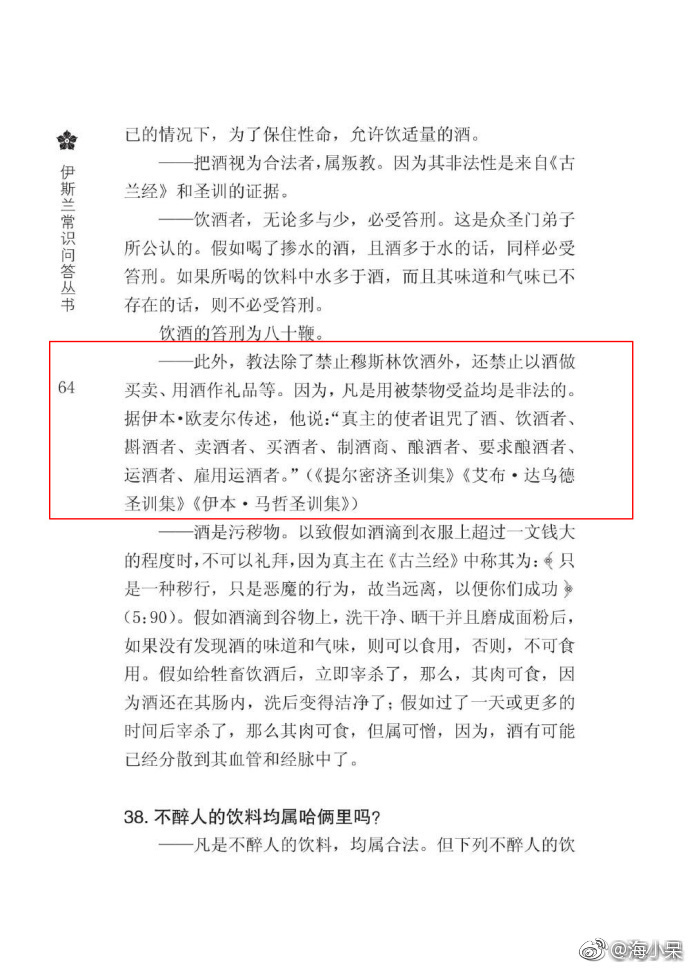 已的情况下，为了保住性命，允许饮适量的酒。
——把酒视为合法者，属叛教。因为其非法性是来自《古
兰经》和圣训的证据。
——饮酒者，无论多与少，必受笞刑。这是众圣门弟子
所公认的。假如喝了掺水的酒，且酒多于水的话，同样必受
笞刑。如果所喝的饮料中水多于酒，而且其味道和气味已不
存在的话，则不必受笞刑。
饮酒的笞刑为八十鞭。
——此外，教法除了禁止穆斯林饮酒外，还禁止以酒做
买卖、用酒作礼品等。因为，凡是用被禁物受益均是非法的。
据伊本·欧麦尔传述，他说：“真主的使者诅咒了酒、饮酒者、
斟酒者、卖酒者、买酒者、制酒商、酿酒者、要求酿酒者、
运酒者、雇用运酒者。”（《提尔密济圣训集》《艾布·达乌德
圣训集》《伊本·马哲圣训集》）
——酒是污秽物。以致假如酒滴到衣服上超过一文钱大
的程度时，不可以礼拜，因为真主在《古兰经》中称其为：﴾只
是一种秽行，只是恶魔的行为，故当远离，以便你们成功﴿
(5:90)。假如酒滴到谷物上，洗干净、晒干并且磨成面粉后，
如果没有发现酒的味道和气味，则可以食用，否则，不可食
用。假如给牲畜饮酒后，立即宰杀了，那么，其肉可食，因
为酒还在其肠内，洗后变得洁净了；假如过了一天或更多的
时间后宰杀了，那么其肉可食，但属可憎，因为，酒有可能
已经分散到其血管和经脉中了。
38. 不醉人的饮料均属哈俩里吗？
——凡是不醉人的饮料，均属合法。但下列不醉人的饮
伊斯兰常识问答丛书
64
@海小呆